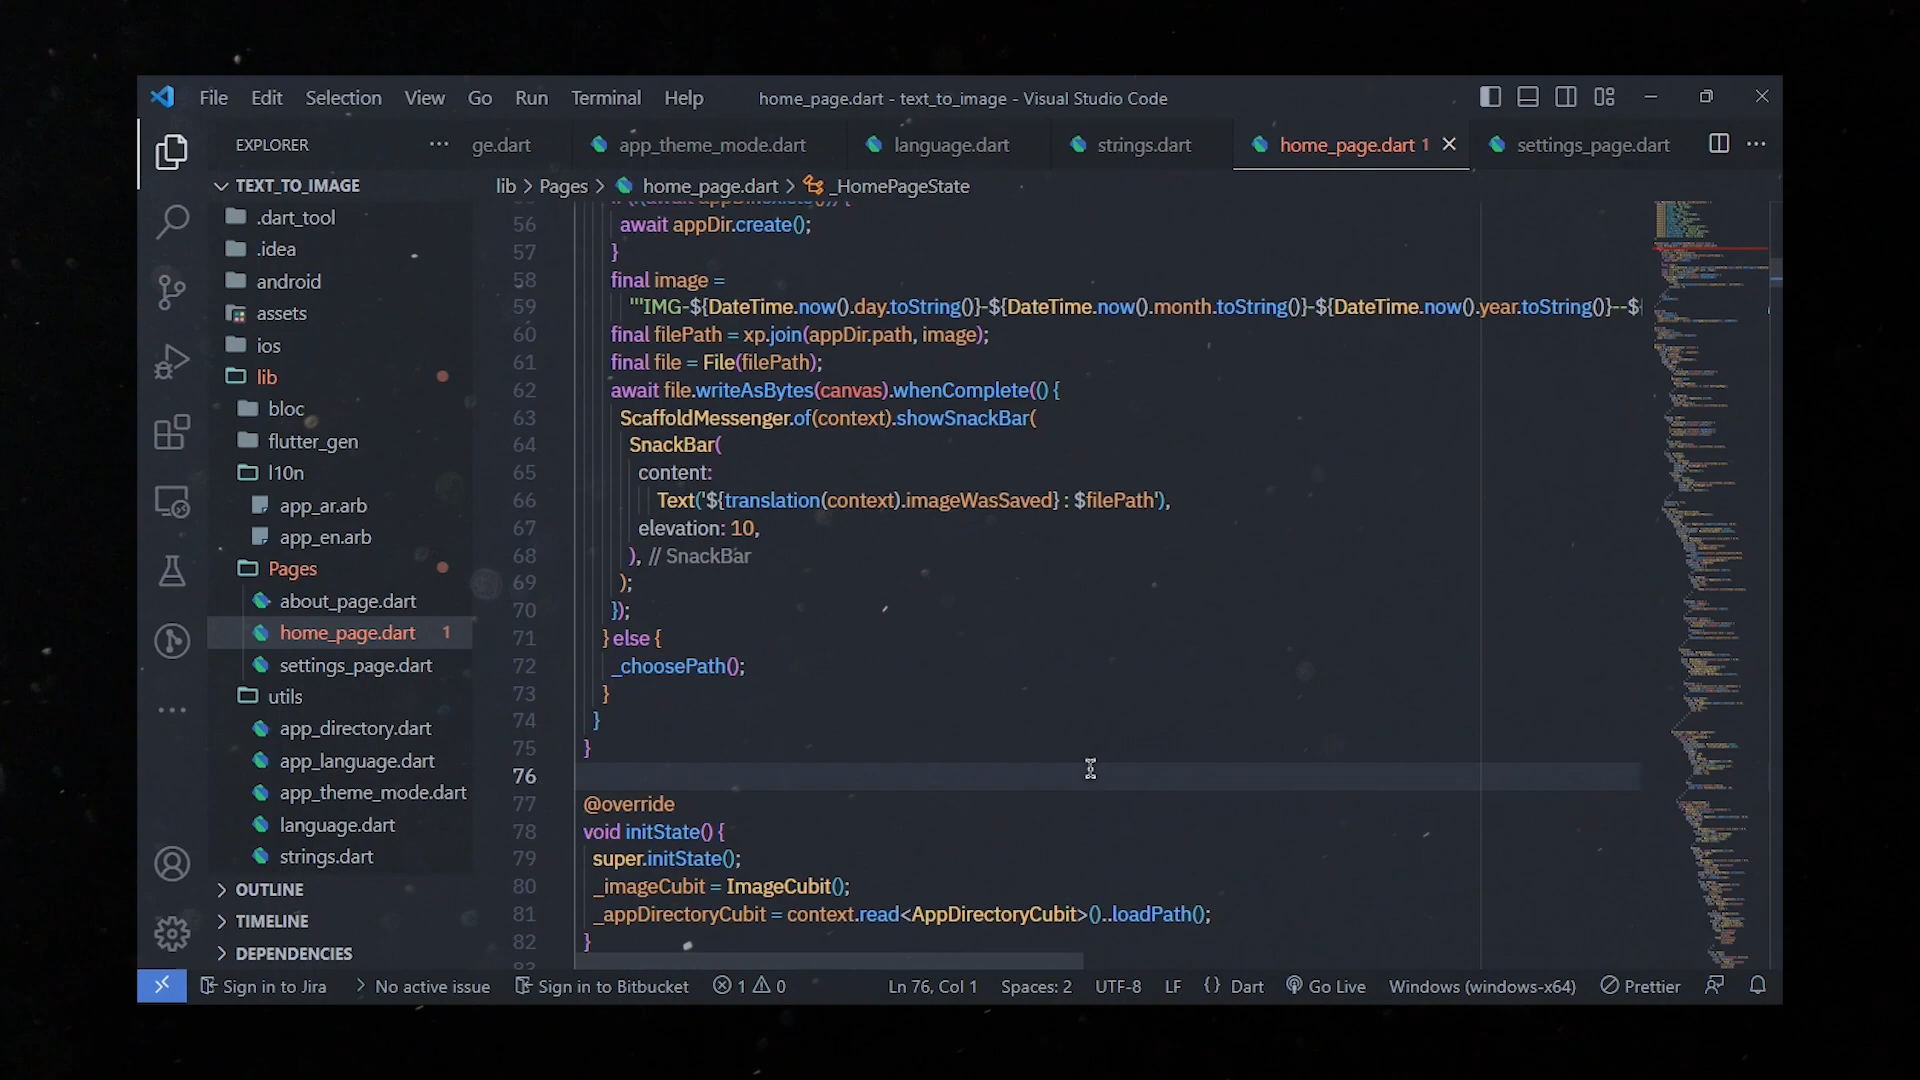 File Edit Selection View Go Run Terminal Help home_page.dart - text_to_image - Visual Studio Code
EXPLORER ··· ge.dart app_theme_mode.dart language.dart strings.dart home_page.dart 1 settings_page.dart ···
TEXT_TO_IMAGE
.dart_tool
.idea
android
assets
ios
lib
bloc
flutter_gen
l10n
app_ar.arb
app_en.arb
Pages
about_page.dart
home_page.dart 1
settings_page.dart
utils
app_directory.dart
app_language.dart
app_theme_mode.dart
language.dart
strings.dart
OUTLINE
TIMELINE
DEPENDENCIES
lib > Pages > home_page.dart > _HomePageState
56 await appDir.create();
57 }
58 final image =
59 '''IMG-${DateTime.now().day.toString()}-${DateTime.now().month.toString()}-${DateTime.now().year.toString()}--${
60 final filePath = xp.join(appDir.path, image);
61 final file = File(filePath);
62 await file.writeAsBytes(canvas).whenComplete(() {
63 ScaffoldMessenger.of(context).showSnackBar(
64 SnackBar(
65 content:
66 Text('${translation(context).imageWasSaved} : $filePath'),
67 elevation: 10,
68 ), // SnackBar
69 );
70 });
71 } else {
72 _choosePath();
73 }
74 }
75 }
76
77 @override
78 void initState() {
79 super.initState();
80 _imageCubit = ImageCubit();
81 _appDirectoryCubit = context.read<AppDirectoryCubit>()..loadPath();
82 }
Sign in to Jira No active issue Sign in to Bitbucket 1 0 Ln 76, Col 1 Spaces: 2 UTF-8 LF {} Dart Go Live Windows (windows-x64) Prettier